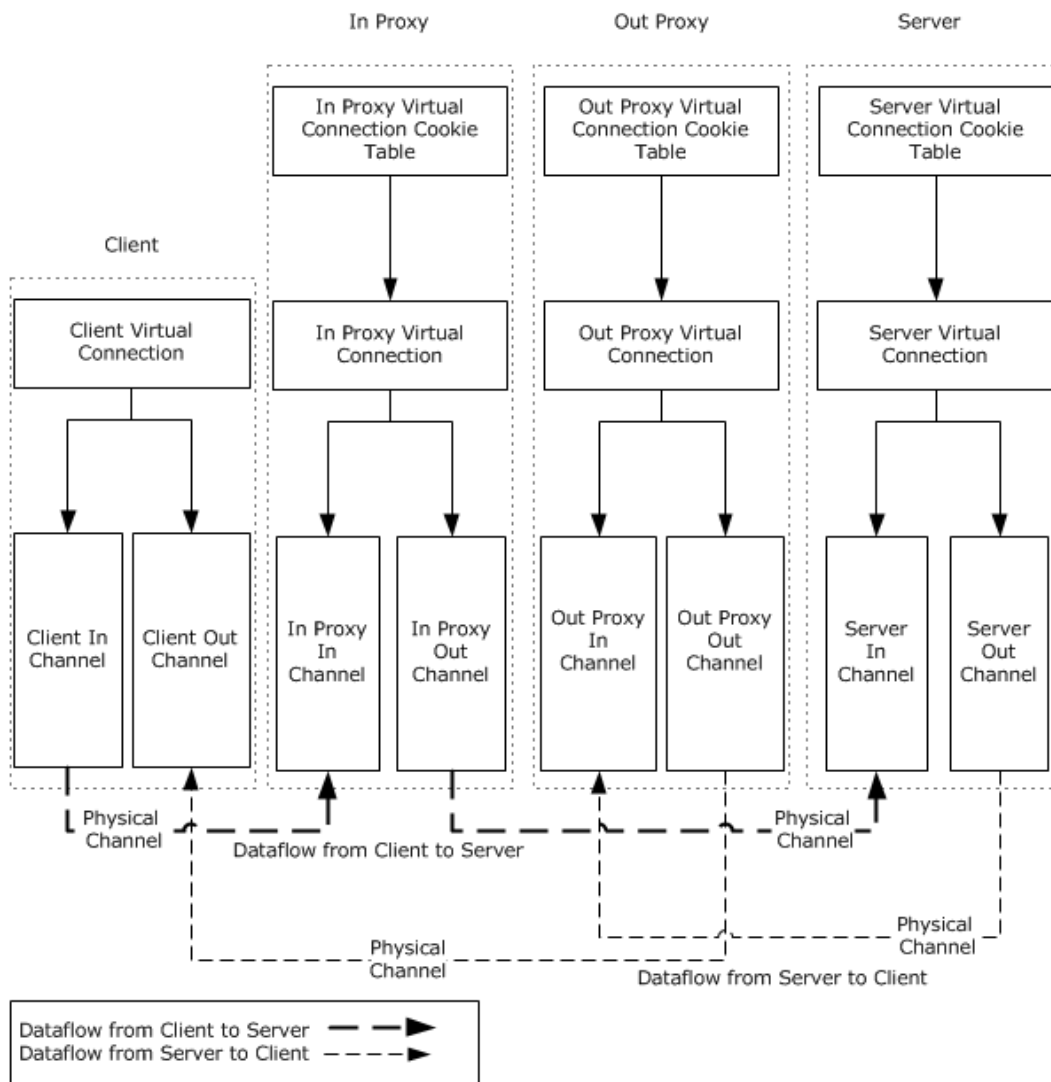 In Proxy
Out Proxy
Server
In Proxy Virtual
Connection Cookie
Table
Out Proxy Virtual
Connection Cookie
Table
Server Virtual
Connection Cookie
Table
Client
Client Virtual
Connection
In Proxy Virtual
Connection
Out Proxy Virtual
Connection
Server Virtual
Connection
Client In
Channel
Client Out
Channel
In Proxy
In
Channel
In Proxy
Out
Channel
Out Proxy
In
Channel
Out Proxy
Out
Channel
Server
In
Channel
Server
Out
Channel
Physical
Channel
Dataflow from Client to Server
Physical
Channel
Physical
Channel
Physical
Channel
Dataflow from Server to Client
Dataflow from Client to Server
Dataflow from Server to Client